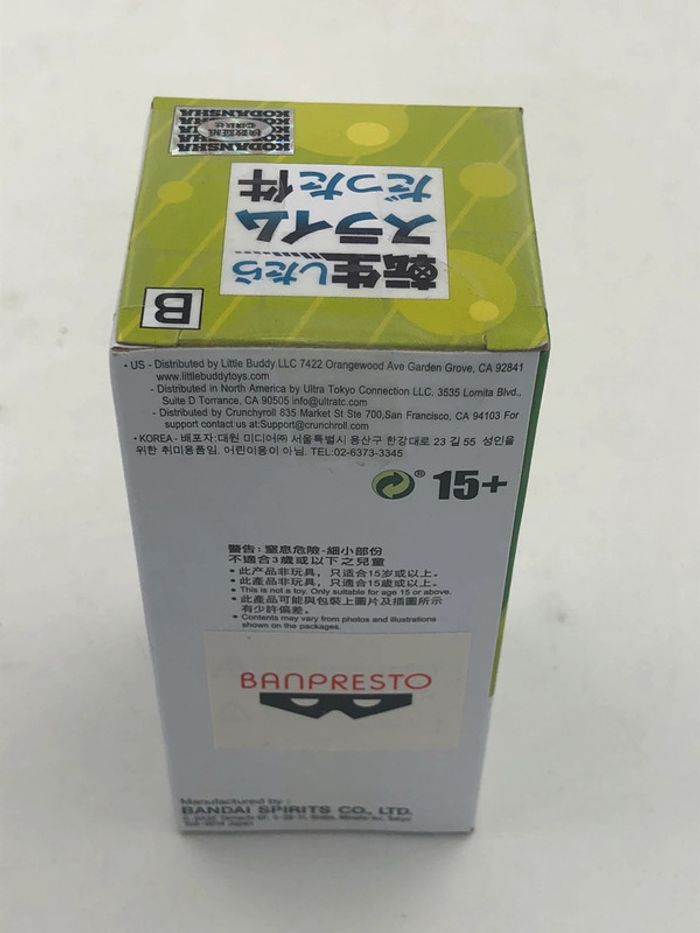 KODANSHA
KODANSHA
KODANSHA
講談社
転生したら
スライム
だった件
B
• US - Distributed by Little Buddy LLC 7422 Orangewood Ave Garden Grove, CA 92841
www.littlebuddytoys.com
- Distributed in North America by Ultra Tokyo Connection LLC. 3535 Lomita Blvd.,
Suite D Torrance, CA 90505 info@ultratc.com
- Distributed by Crunchyroll 835 Market St Ste 700,San Francisco, CA 94103 For
support contact us at:Support@crunchroll.com
• KOREA - 배포자:대원 미디어㈜ 서울특별시 용산구 한강대로 23 길 55 성인을
위한 취미용품임. 어린이용이 아님. TEL:02-6373-3345
® 15+
警告：窒息危險-細小部份
不適合3歲或以下之兒童
• 此产品非玩具，只适合15岁或以上。
• 此產品非玩具，只適合15歲或以上。
• This is not a toy. Only suitable for age 15 or above.
• 此產品可能與包裝上圖片及插圖所示
有少許偏差。
• Contents may vary from photos and illustrations
shown on the packages.
BANPRESTO
Manufactured by :
BANDAI SPIRITS CO., LTD.